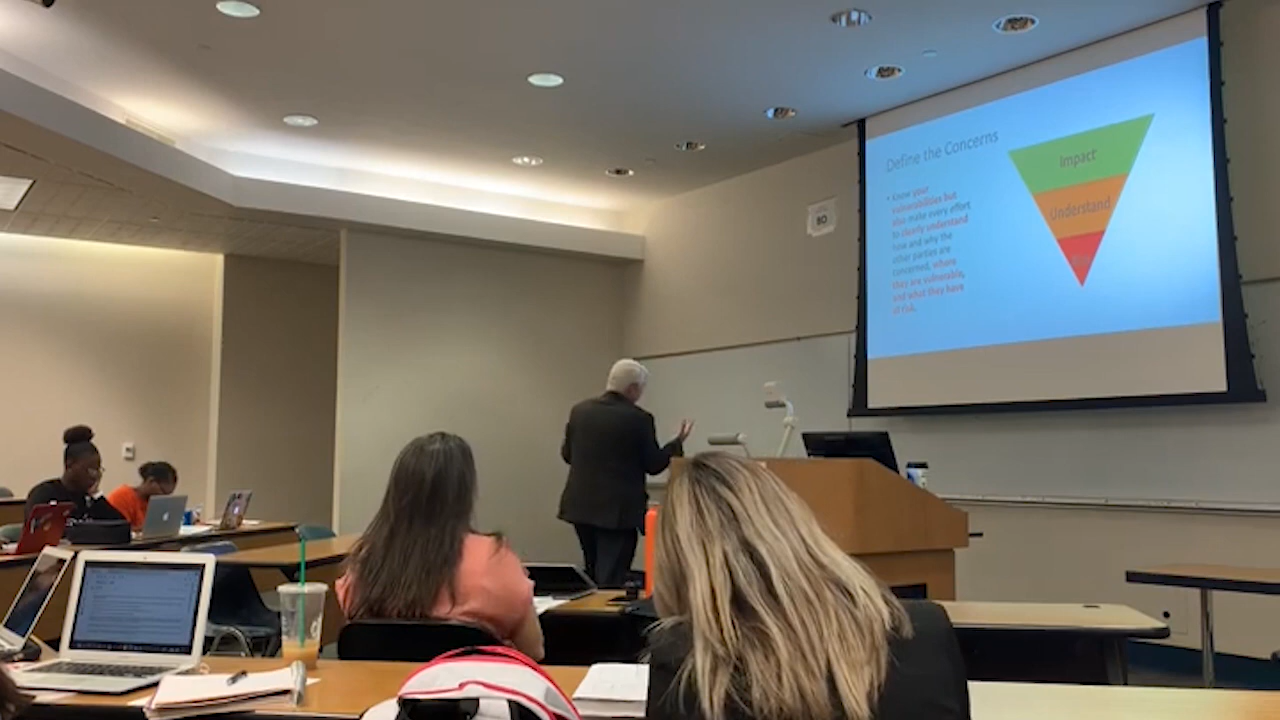 Define the Concerns
• Know your
vulnerabilities but
also make every effort
to clearly understand
how and why the
other parties are
concerned, where
they are vulnerable,
and what they have
at risk.
Impact
Understand